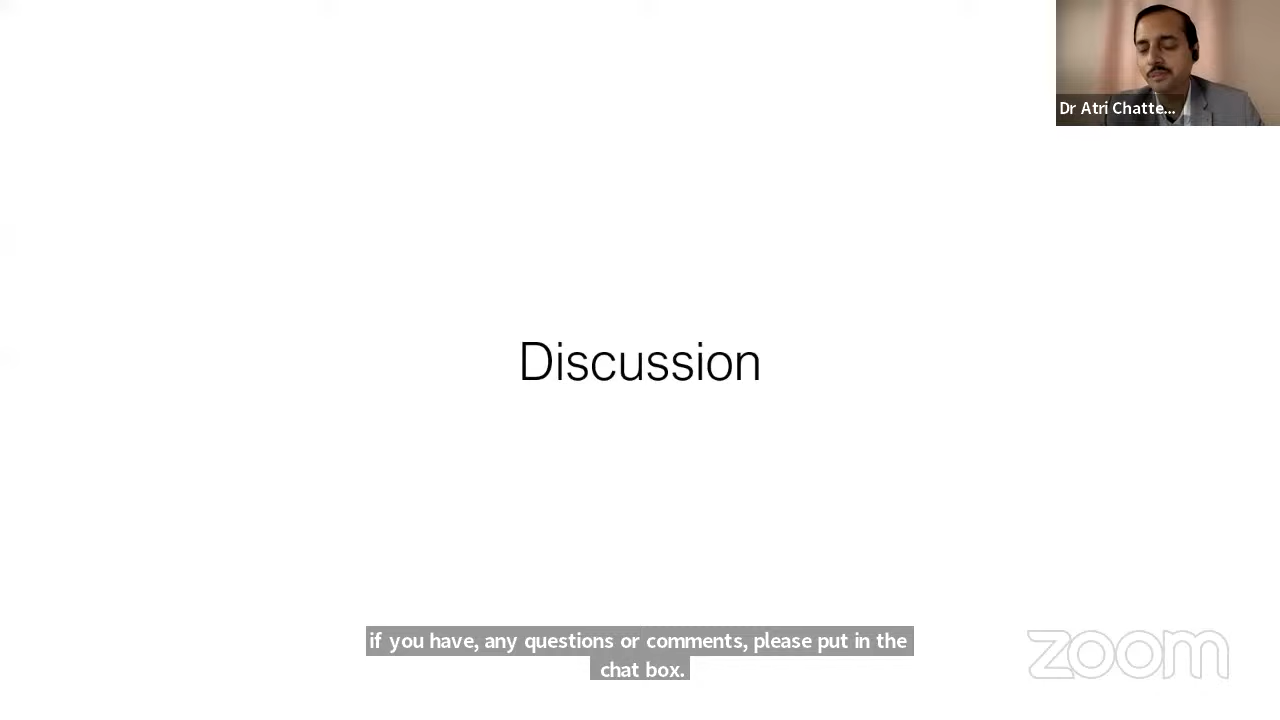 Dr Atri Chatte...
Discussion
if you have, any questions or comments, please put in the
chat box.
zoom